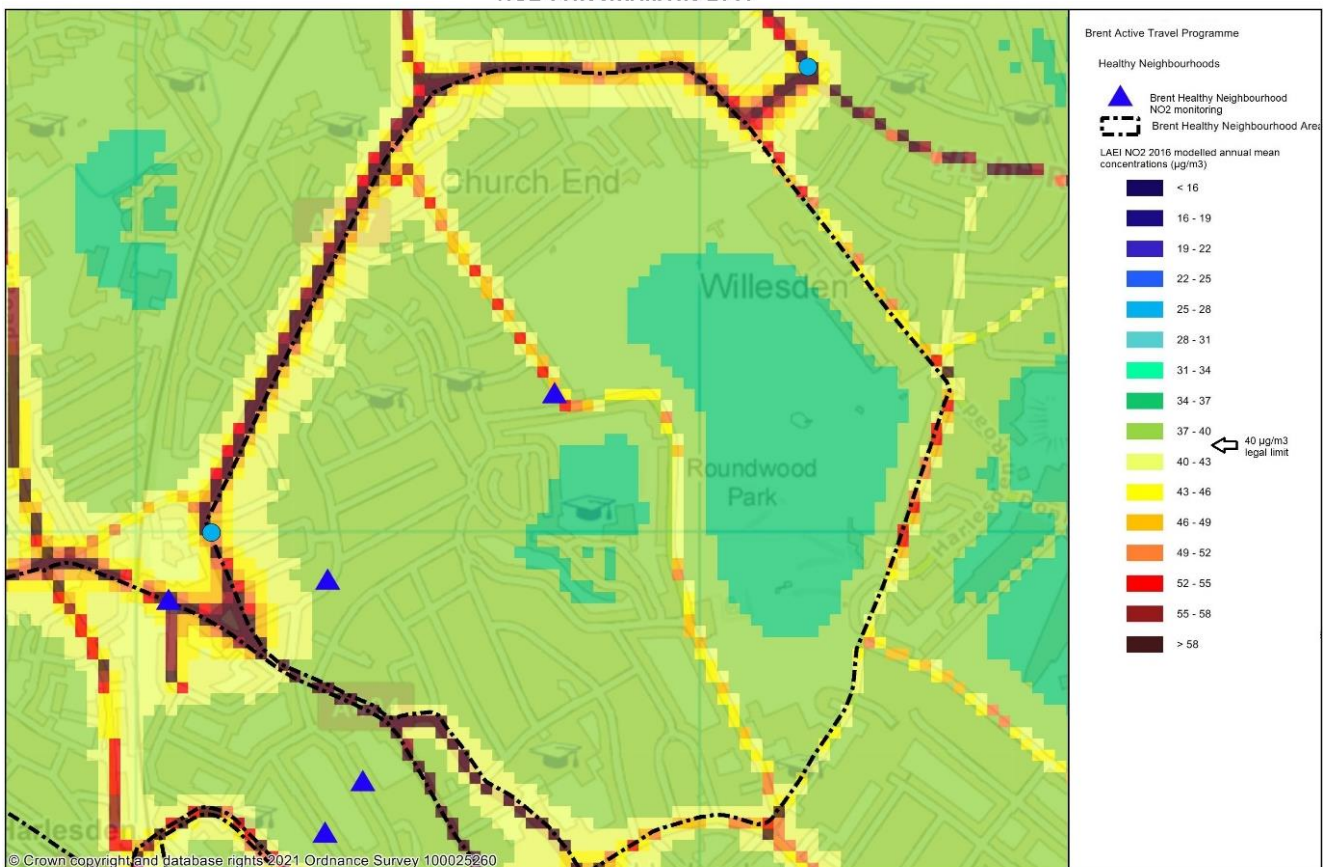 Church End
Willesden
Roundwood
Park
Harlesden
Harlesden
© Crown copyright and database rights 2021 Ordnance Survey 100025260
Brent Active Travel Programme
Healthy Neighbourhoods
Brent Healthy Neighbourhood
NO2 monitoring
Brent Healthy Neighbourhood Area
LAEI NO2 2016 modelled annual mean
concentrations (µg/m3)
< 16
16 - 19
19 - 22
22 - 25
25 - 28
28 - 31
31 - 34
34 - 37
37 - 40
40 µg/m3
legal limit
40 - 43
43 - 46
46 - 49
49 - 52
52 - 55
55 - 58
> 58